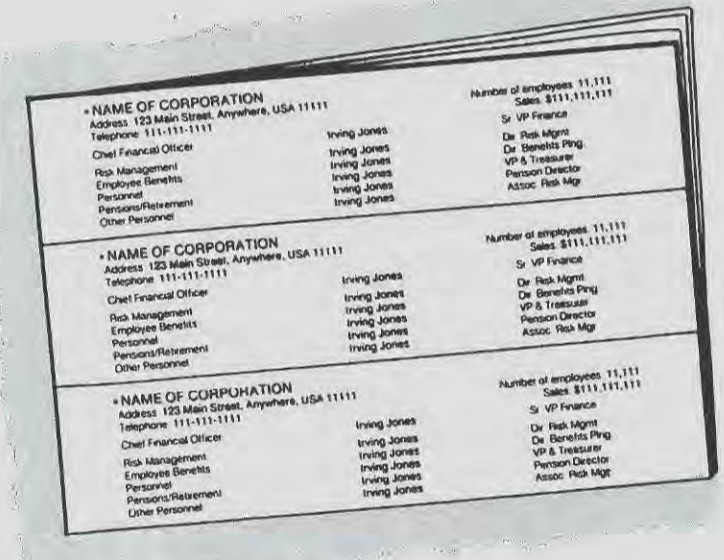 • NAME OF CORPORATION Number of employees 11,111
Address 123 Main Street, Anywhere, USA 11111 Sales $111,111,111
Telephone 111-111-1111
Chief Financial Officer Irving Jones Sr VP Finance
Risk Management Irving Jones Dir Risk Mgmt
Employee Benefits Irving Jones Dir Benefits Plng
Personnel Irving Jones VP & Treasurer
Pensions/Retirement Irving Jones Pension Director
Other Personnel Irving Jones Assoc Risk Mgr
• NAME OF CORPORATION Number of employees 11,111
Address 123 Main Street, Anywhere, USA 11111 Sales $111,111,111
Telephone 111-111-1111
Chief Financial Officer Irving Jones Sr VP Finance
Risk Management Irving Jones Dir Risk Mgmt
Employee Benefits Irving Jones Dir Benefits Plng
Personnel Irving Jones VP & Treasurer
Pensions/Retirement Irving Jones Pension Director
Other Personnel Irving Jones Assoc Risk Mgr
• NAME OF CORPORATION Number of employees 11,111
Address 123 Main Street, Anywhere, USA 11111 Sales $111,111,111
Telephone 111-111-1111
Chief Financial Officer Irving Jones Sr VP Finance
Risk Management Irving Jones Dir Risk Mgmt
Employee Benefits Irving Jones Dir Benefits Plng
Personnel Irving Jones VP & Treasurer
Pensions/Retirement Irving Jones Pension Director
Other Personnel Irving Jones Assoc Risk Mgr